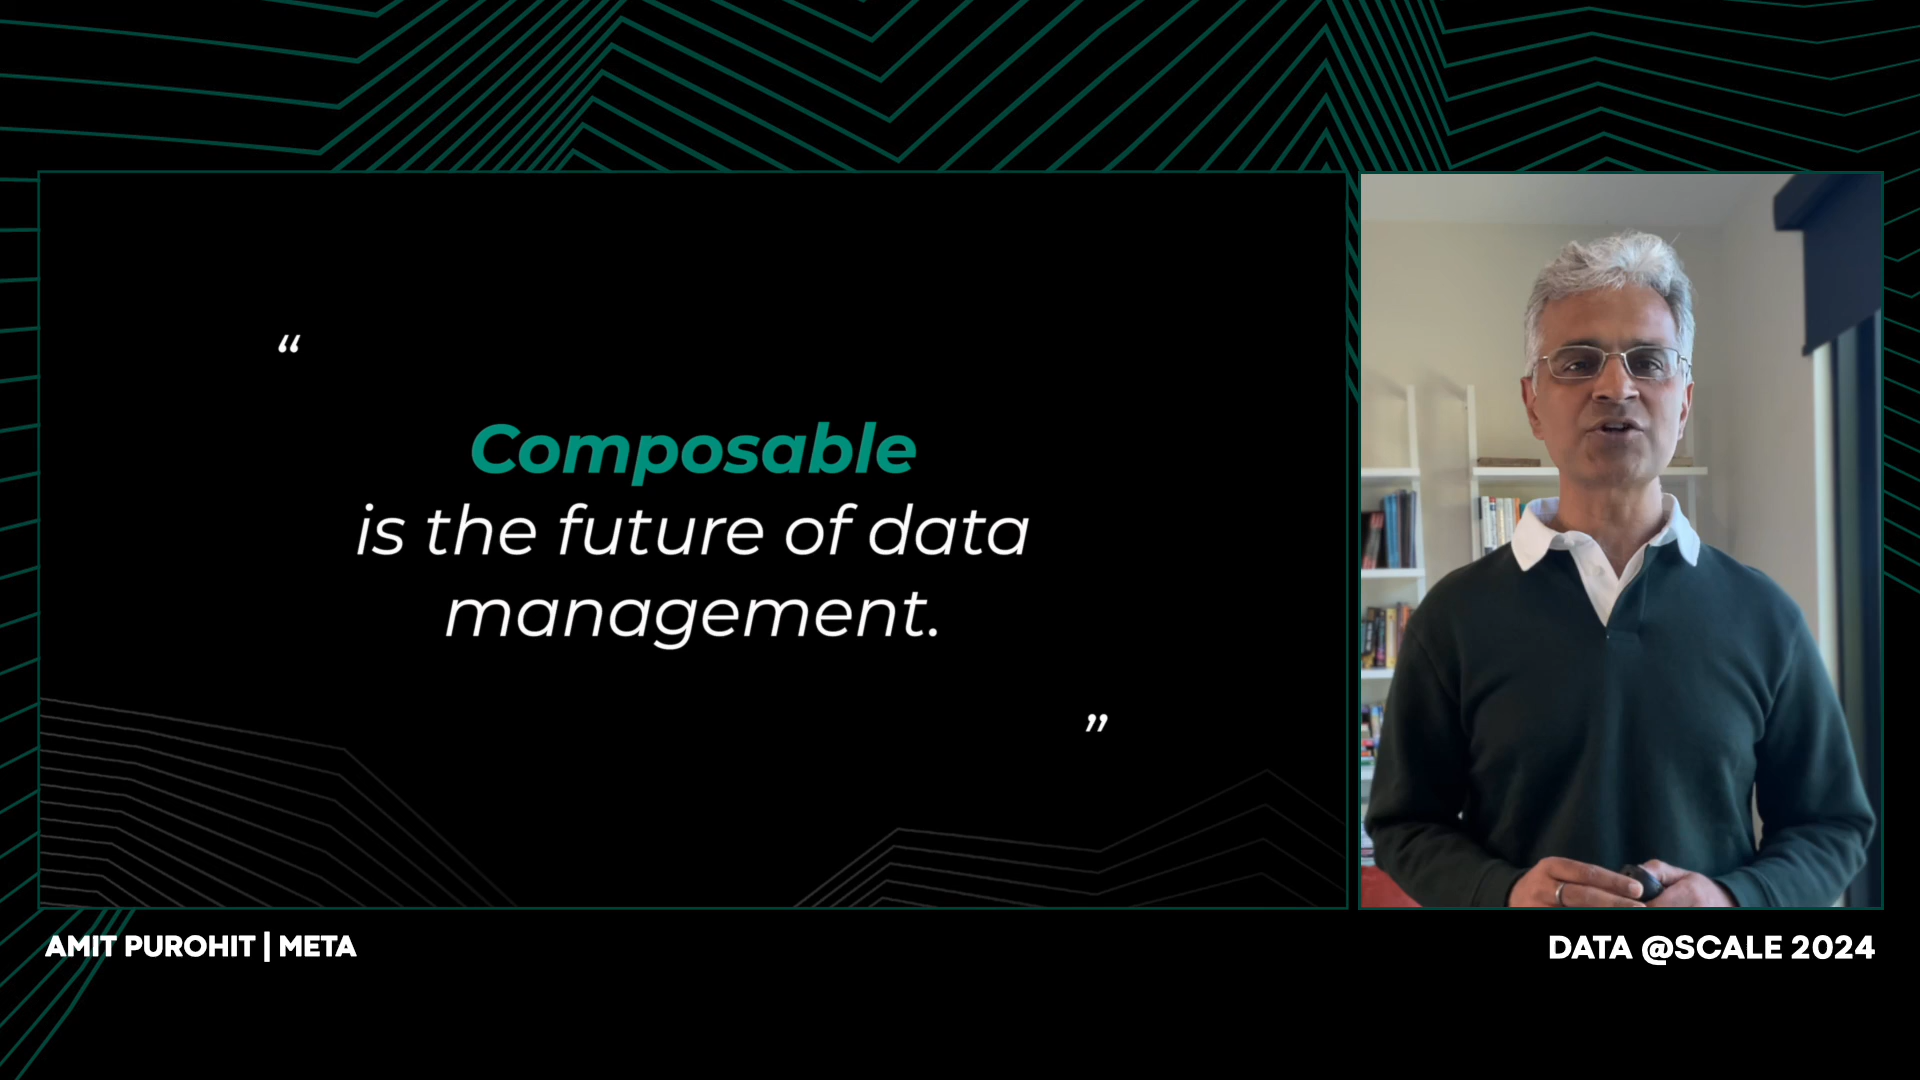 “
Composable
is the future of data
management.
”
AMIT PUROHIT | META
DATA @SCALE 2024